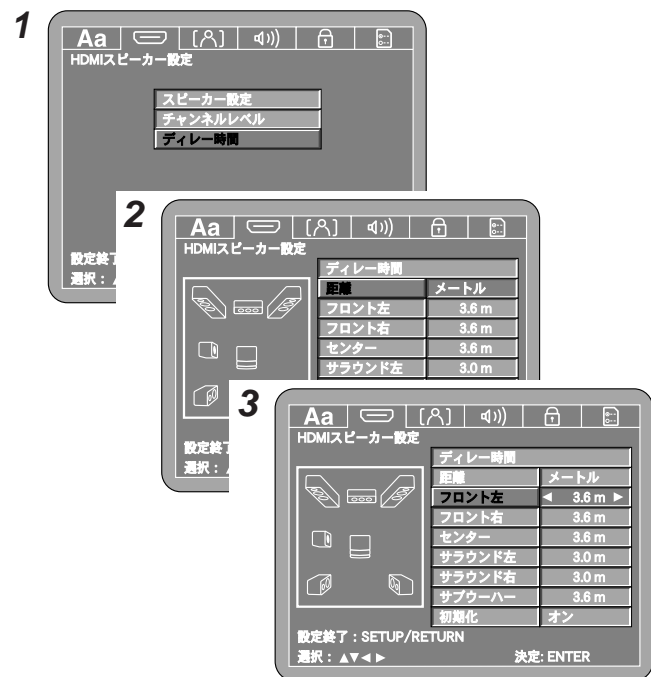 1
Aa
HDMIスピーカー設定
スピーカー設定
チャンネルレベル
ディレー時間
設定終了
選択：
2
Aa
HDMIスピーカー設定
ディレー時間
距離 メートル
フロント左 3.6 m
フロント右 3.6 m
センター 3.6 m
サラウンド左 3.0 m
設定終了
選択：
3
Aa
HDMIスピーカー設定
ディレー時間
距離 メートル
フロント左 ◄ 3.6 m ►
フロント右 3.6 m
センター 3.6 m
サラウンド左 3.0 m
サラウンド右 3.0 m
サブウーハー 3.6 m
初期化 オン
設定終了：SETUP/RETURN
選択：▲▼◄ ► 決定: ENTER